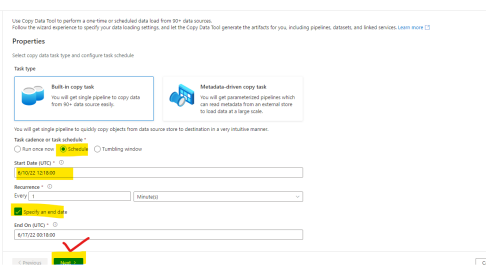 Use Copy Data Tool to perform a one-time or scheduled data load from 90+ data sources.
Follow the wizard experience to specify your data loading settings, and let the Copy Data Tool generate the artifacts for you, including pipelines, datasets, and linked services. Learn more
Properties
Select copy data task type and configure task schedule
Task type
Built-in copy task
You will get single pipeline to copy data
from 90+ data source easily.
Metadata-driven copy task
You will get parameterized pipelines which
can read metadata from an external store
to load data at a large scale.
You will get single pipeline to quickly copy objects from data source store to destination in a very intuitive manner.
Task cadence or task schedule *
Run once now
Schedule
Tumbling window
Start Date (UTC) *
6/10/22 12:18:00
Recurrence *
Every
1
Minute(s)
Specify an end date
End On (UTC) *
6/17/22 00:18:00
< Previous
Next >